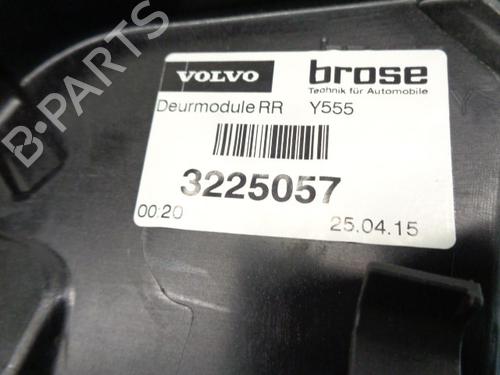 B-PARTS
VOLVO brose
Technik für Automobile
Deurmodule RR Y555
3225057
00:20 25.04.15